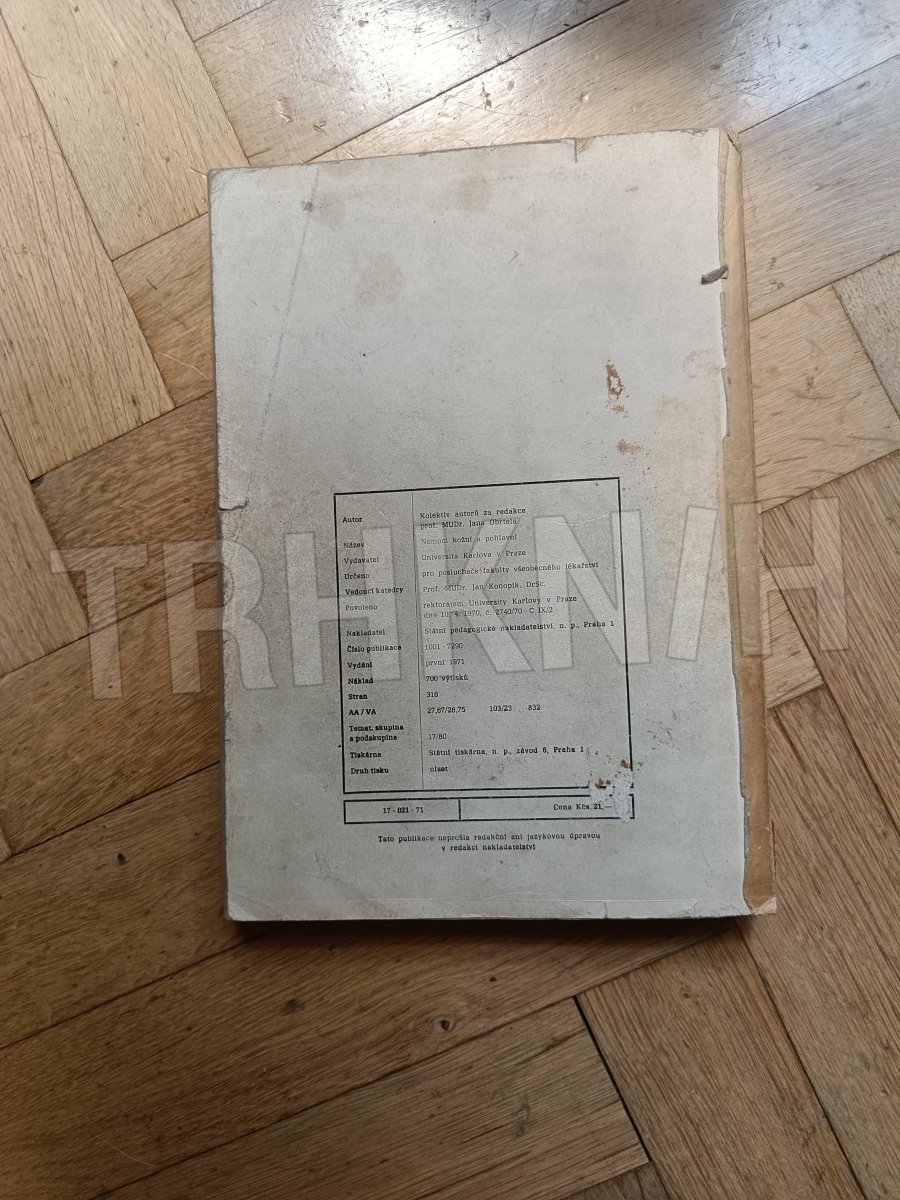 Autor Kolektiv autorů za redakce
prof. MUDr. Jana Obrtela
Název Nemoci kožní a pohlavní
Vydavatel Universita Karlova v Praze
Určeno pro posluchače fakulty všeobecného lékařství
Vedoucí katedry Prof. MUDr. Jan Konopík, DrSc.
Povoleno rektorátem University Karlovy v Praze
dne 10. 4. 1970, č. 2740/70 - C IX/2
Nakladatel Státní pedagogické nakladatelství, n. p., Praha 1
Číslo publikace 1001 - 7290
Vydání první 1971
Náklad 700 výtisků
Stran 316
AA / VA 27,67/28,75 103/23 832
Temat. skupina
a podskupina 17/80
Tiskárna Státní tiskárna, n. p., závod 6, Praha 1
Druh tisku ofset
17 - 021 - 71 Cena Kčs 21,—
Tato publikace neprošla redakční ani jazykovou úpravou
v redakci nakladatelství
TRH KNIH